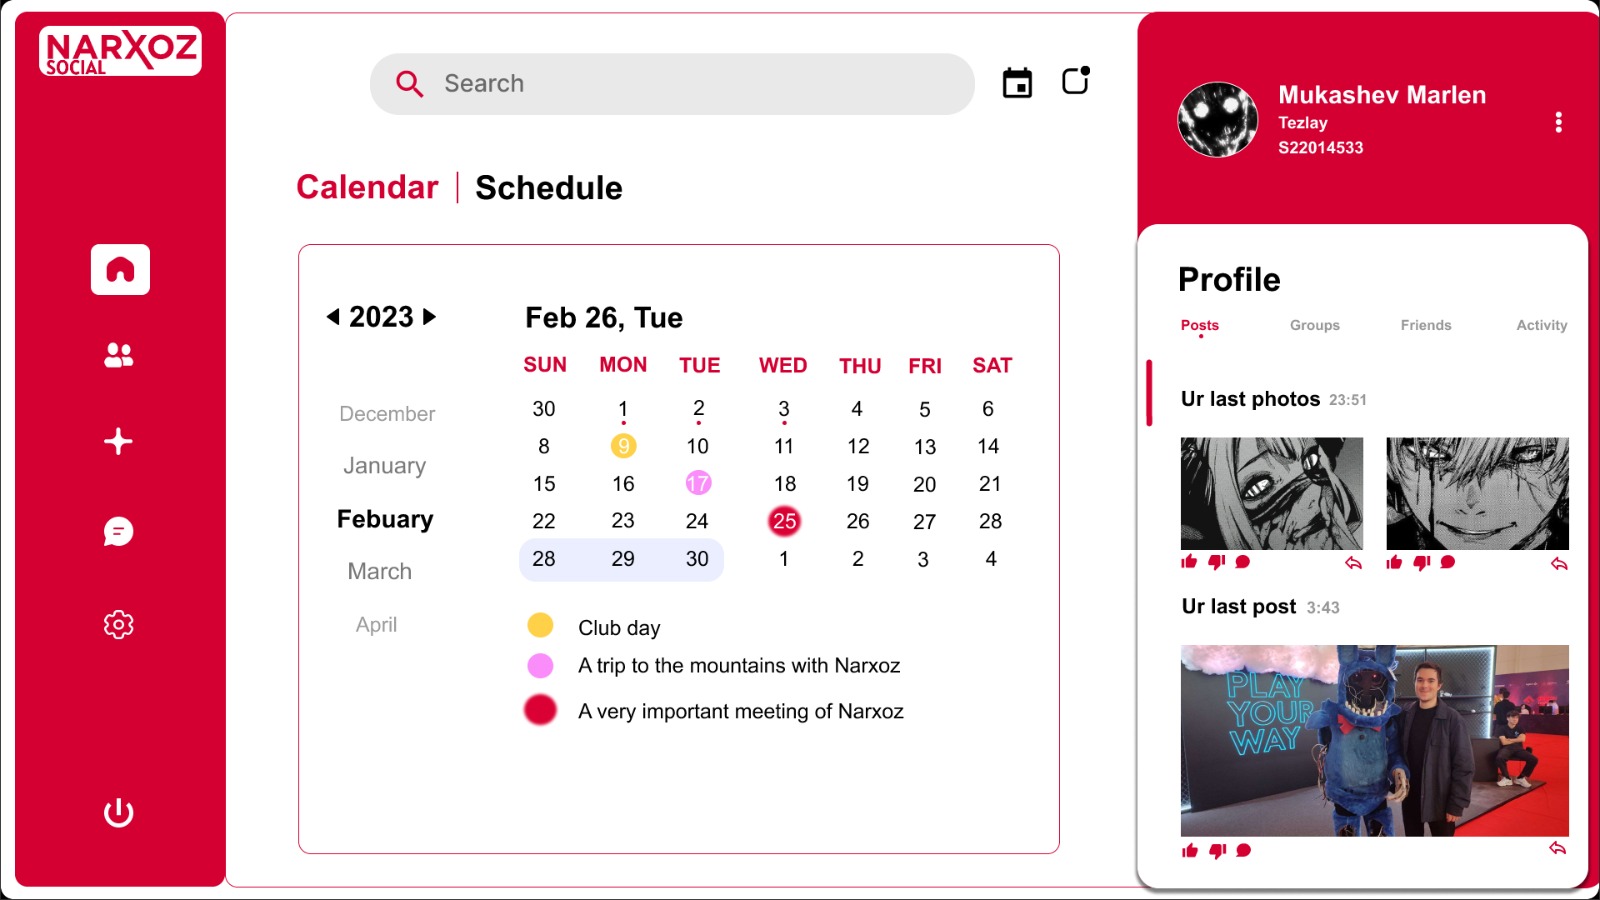 NARXOZ
SOCIAL
Search
Calendar | Schedule
2023
Feb 26, Tue
SUN MON TUE WED THU FRI SAT
30 1 2 3 4 5 6
8 9 10 11 12 13 14
15 16 17 18 19 20 21
22 23 24 25 26 27 28
28 29 30 1 2 3 4
December
January
Febuary
March
April
Club day
A trip to the mountains with Narxoz
A very important meeting of Narxoz
Mukashev Marlen
Tezlay
S22014533
Profile
Posts Groups Friends Activity
Ur last photos 23:51
Ur last post 3:43
PLAY
YOUR
WAY